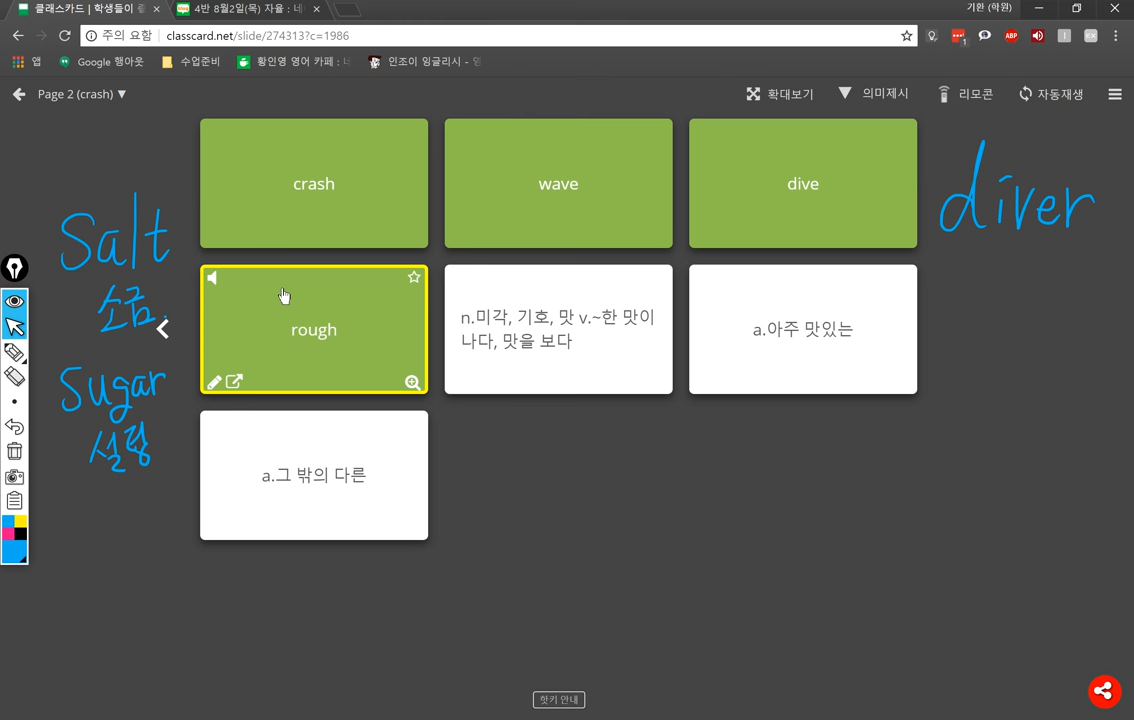 클래스카드 | 학생들이 
4반 8월2일(목) 자율 : 네
기환 (학원)
주의 요함
classcard.net/slide/274313?c=1986
앱
Google 행아웃
수업준비
황인영 영어 카페 : 네
인조이 잉글리시 -
Page 2 (crash) ▼
확대보기
의미제시
리모콘
자동재생
crash
wave
dive
diver
Salt
소금.
rough
n.미각, 기호, 맛 v.~한 맛이
나다, 맛을 보다
a.아주 맛있는
Sugar
설탕
a.그 밖의 다른
핫키 안내
ABP
1